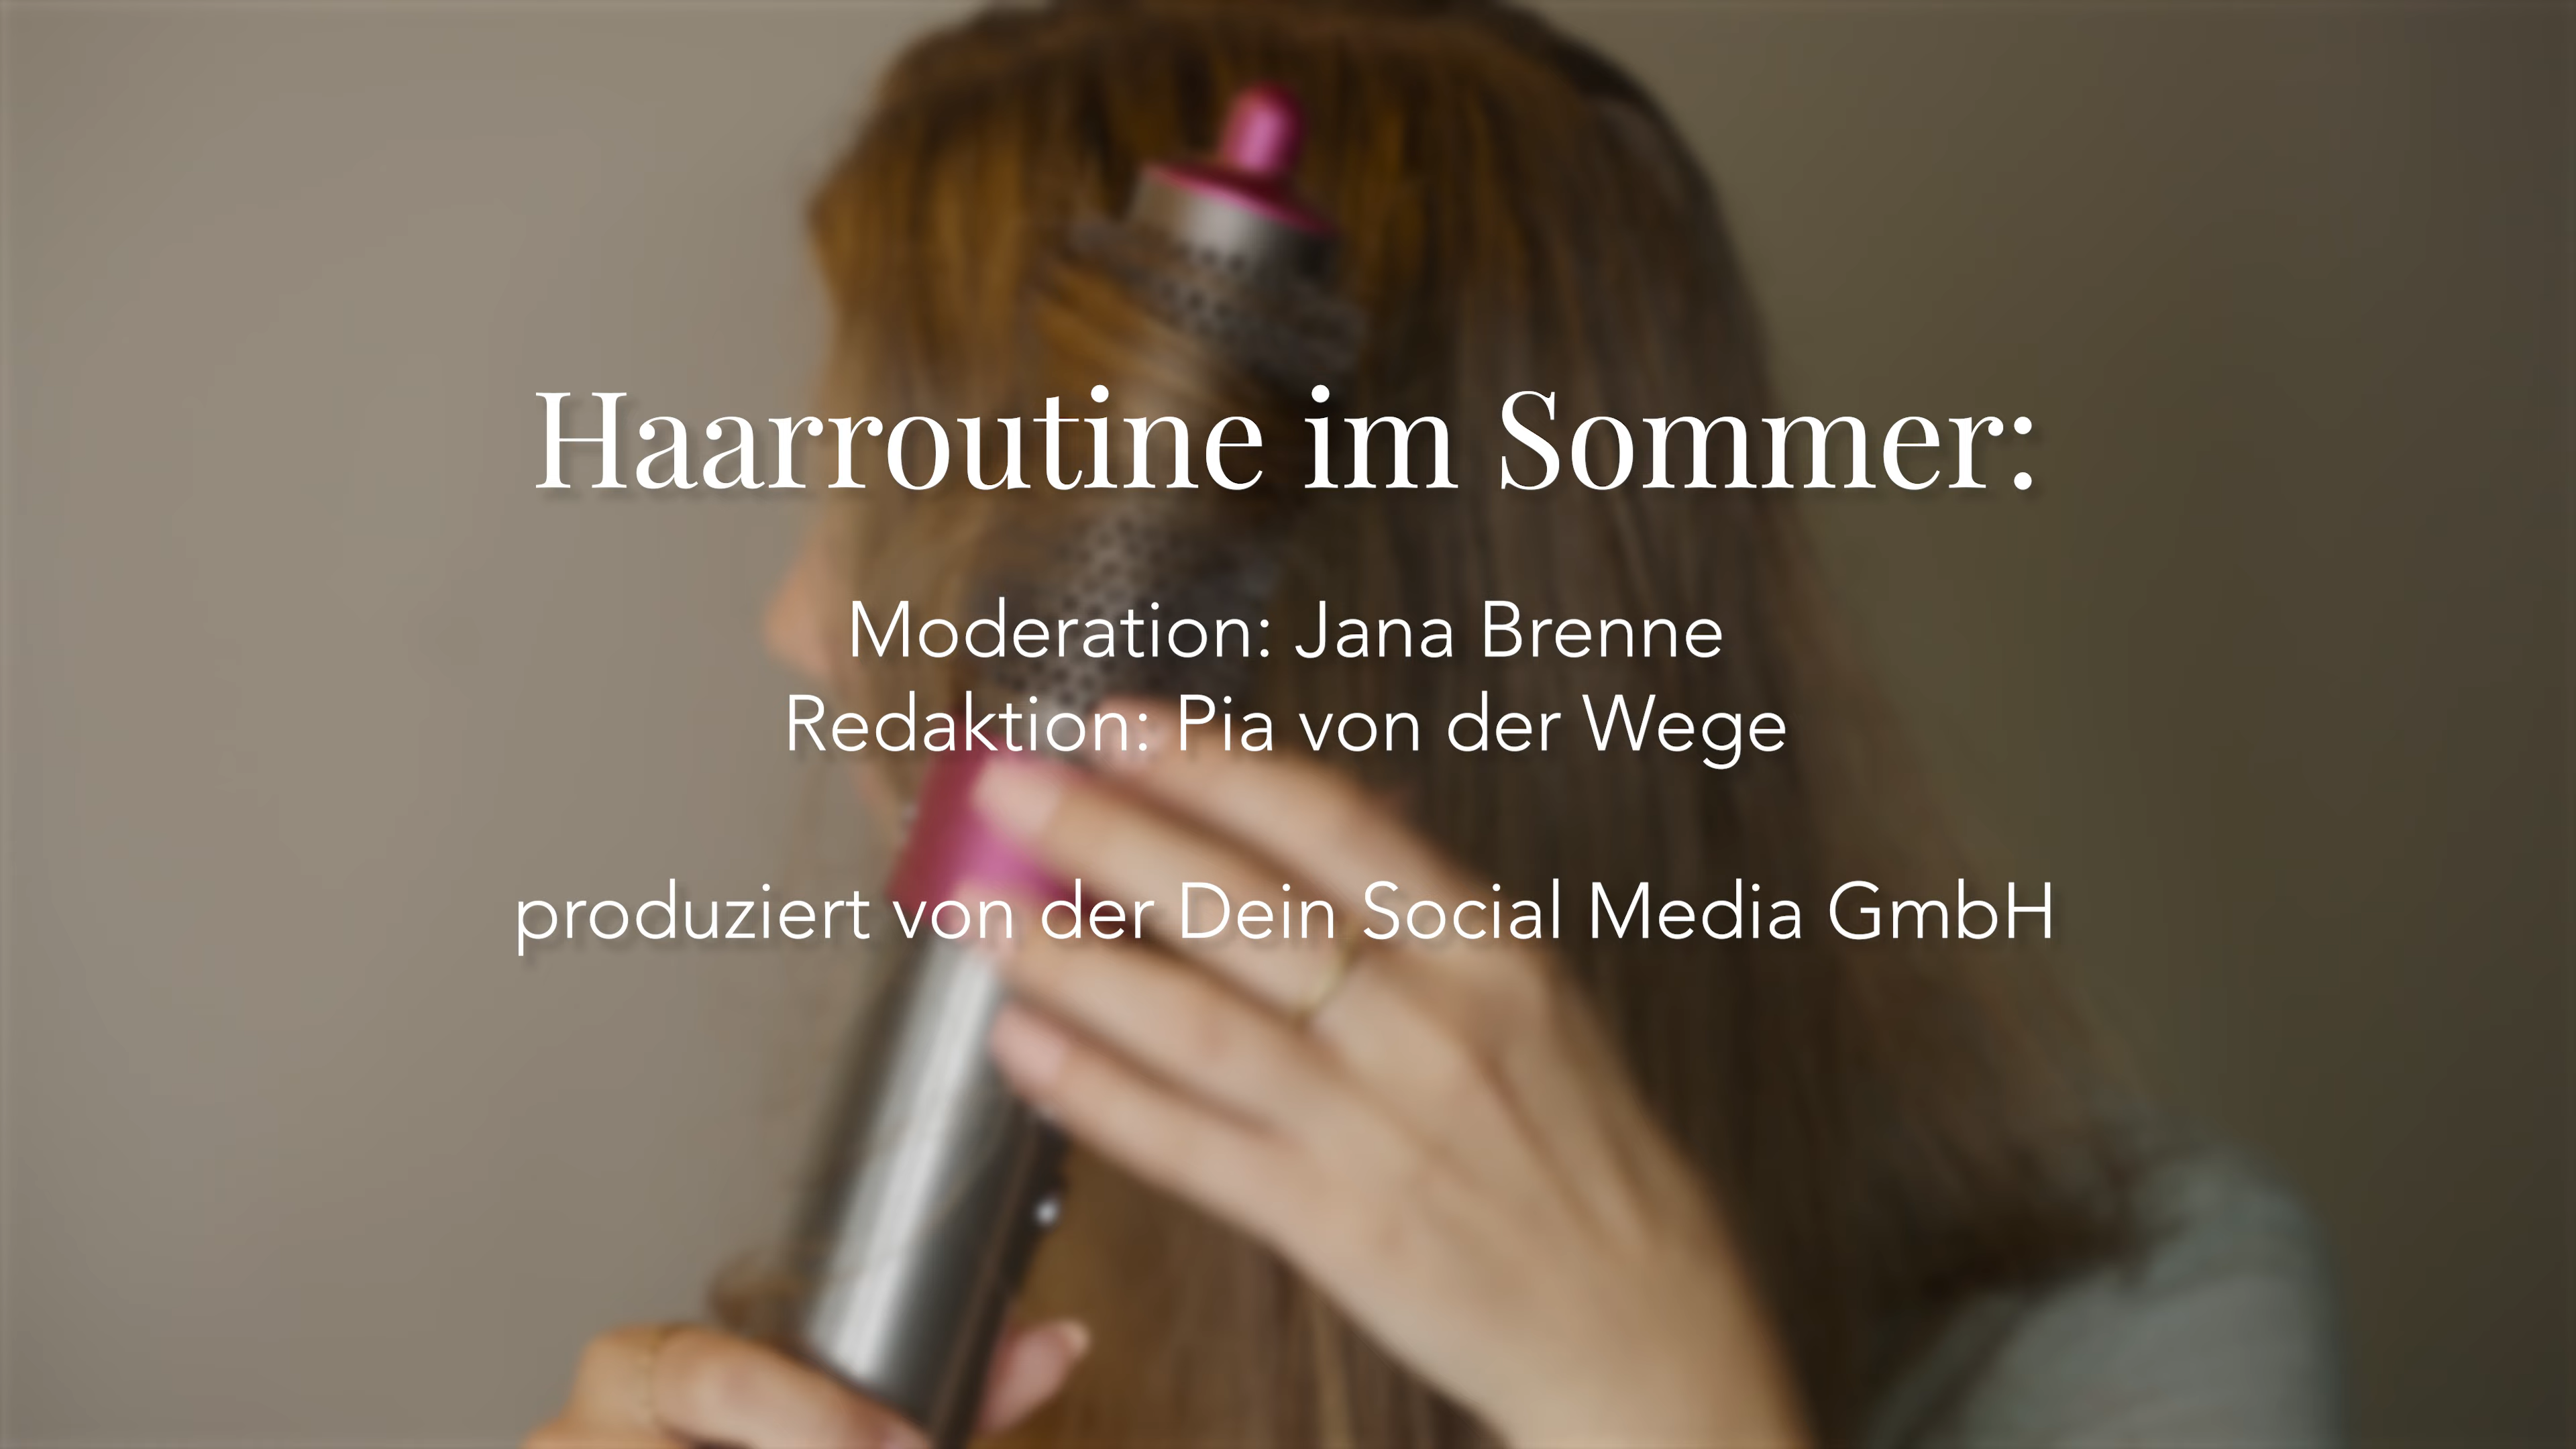 Haarroutine im Sommer:
Moderation: Jana Brenne
Redaktion: Pia von der Wege
produziert von der Dein Social Media GmbH